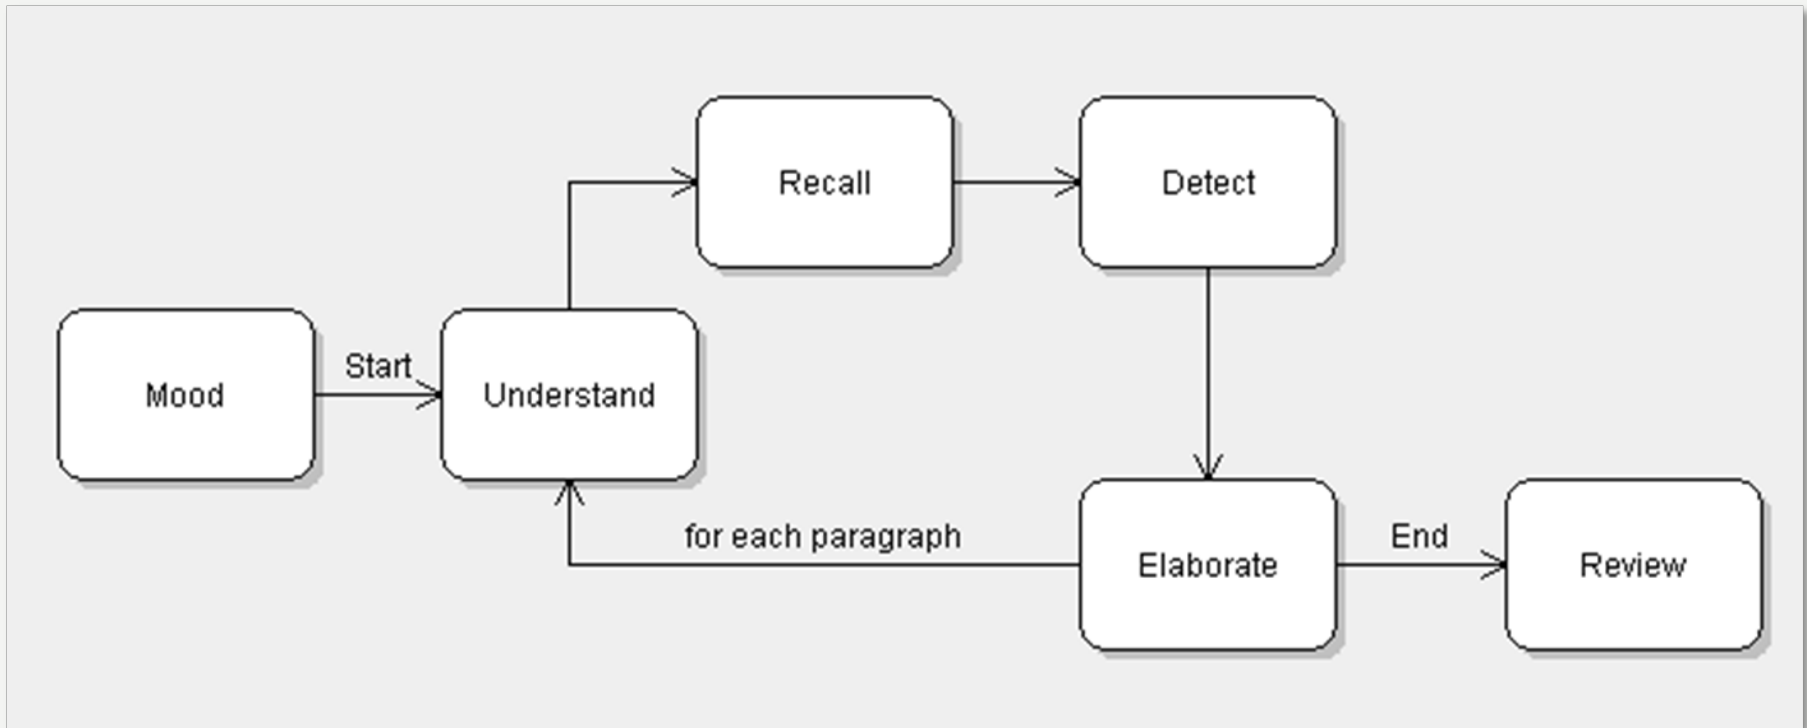 Recall
Detect
Mood
Start
Understand
for each paragraph
Elaborate
End
Review